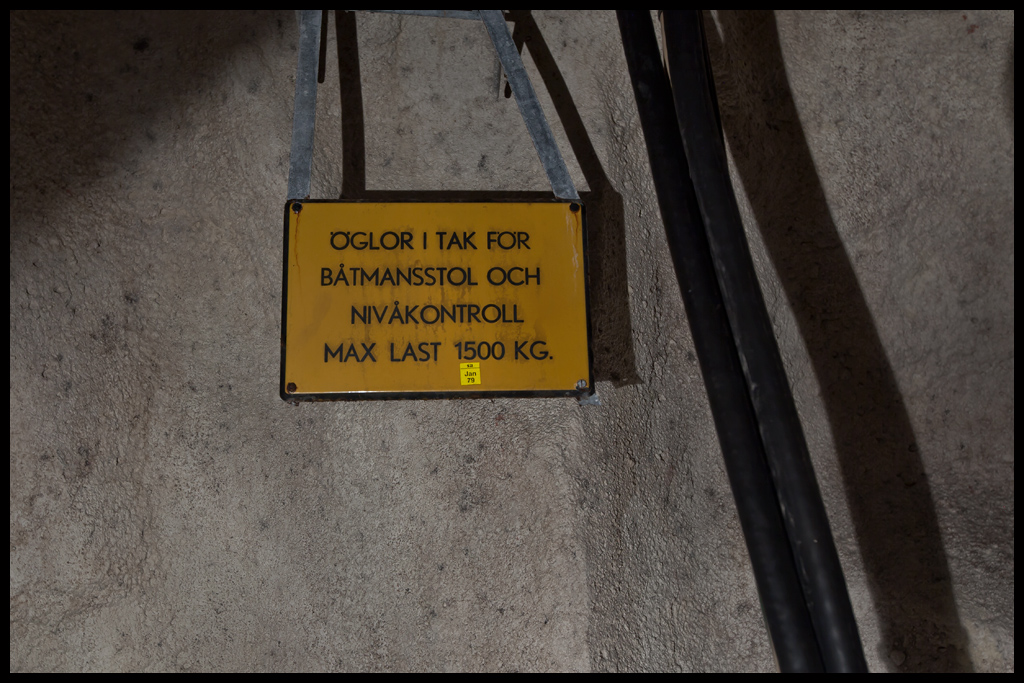 ÖGLOR I TAK FÖR
BÅTMANSSTOL OCH
NIVÅKONTROLL
MAX LAST 1500 KG.
Jan
79